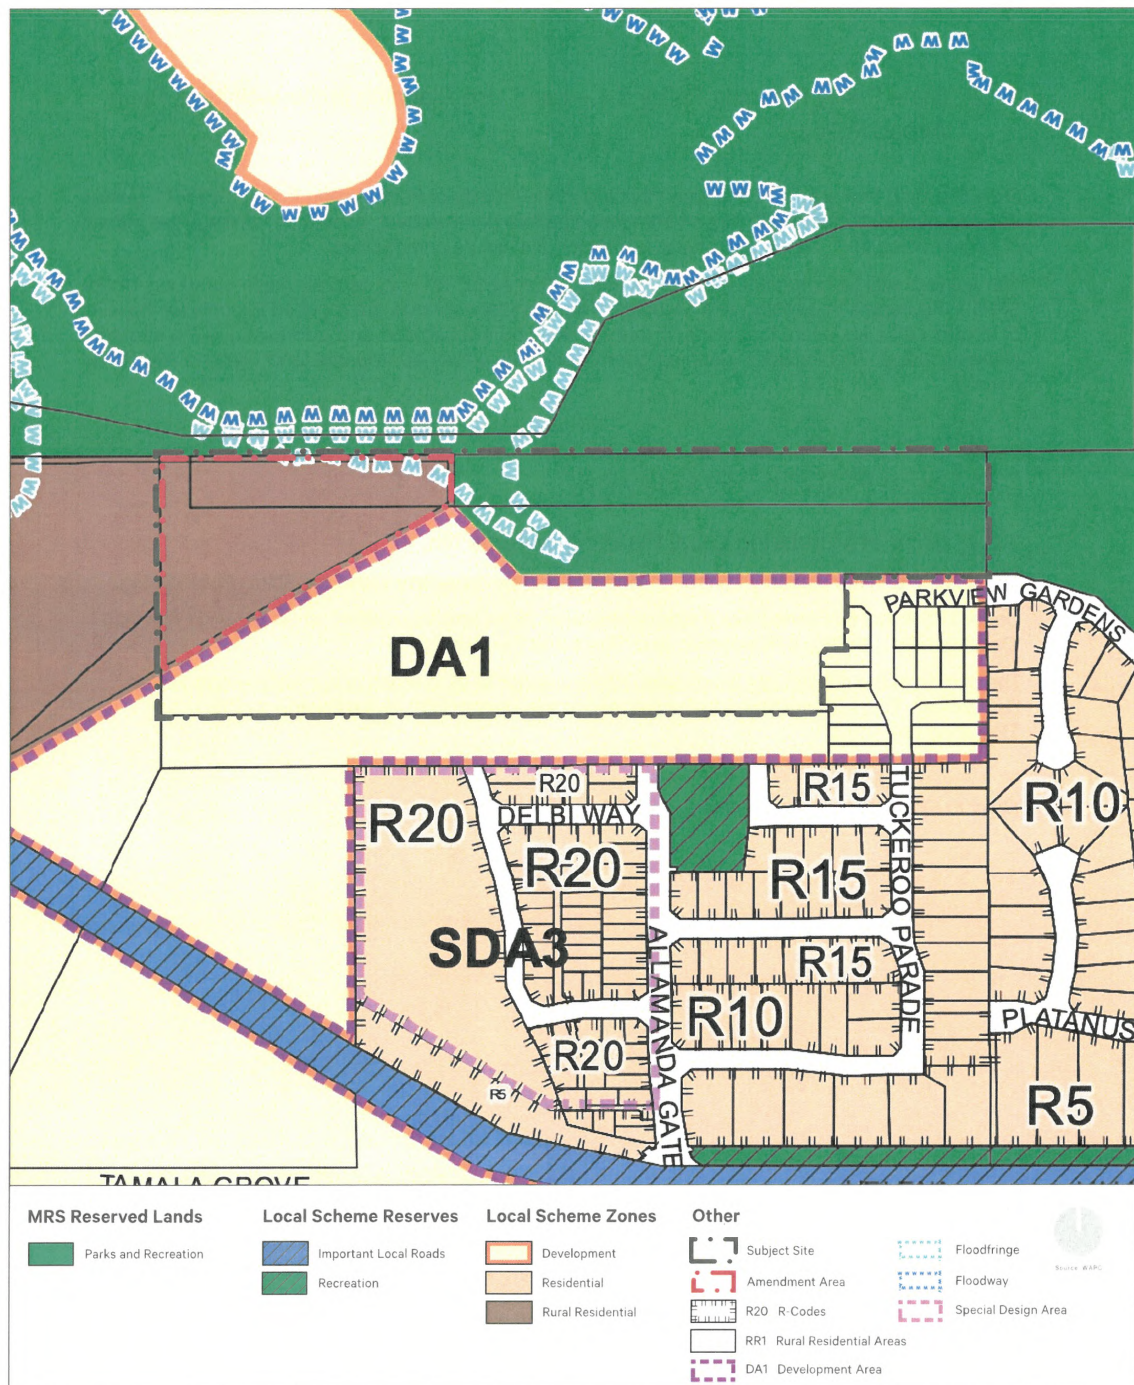 DA1
PARKVIEW GARDENS
R20
R20
DELBI WAY
R20
R15
R10
TUCKEROO PARADE
R15
SDA3
ALLAMANDA GATE
R15
R10
R20
PLATANUS
R5
R5
TAMALA GROVE
MRS Reserved Lands
Parks and Recreation
Local Scheme Reserves
Important Local Roads
Recreation
Local Scheme Zones
Development
Residential
Rural Residential
Other
Subject Site
Amendment Area
R20 R-Codes
RR1 Rural Residential Areas
DA1 Development Area
Floodfringe
Floodway
Special Design Area
Source: WAPC